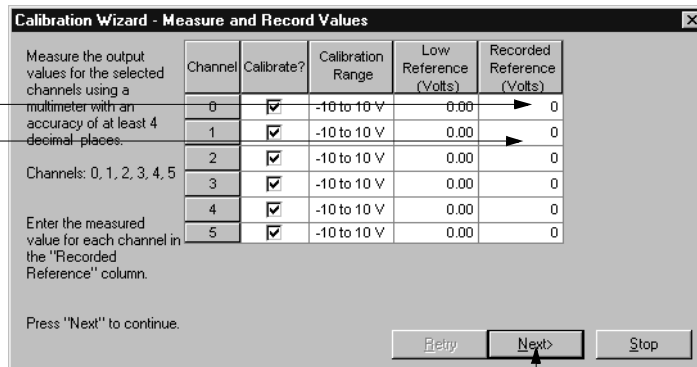 Calibration Wizard - Measure and Record Values
Measure the output
values for the selected
channels using a
multimeter with an
accuracy of at least 4
decimal places.
Channels: 0, 1, 2, 3, 4, 5
Enter the measured
value for each channel in
the "Recorded
Reference" column.
Press "Next" to continue.
Channel Calibrate? Calibration Range Low Reference (Volts) Recorded Reference (Volts)
0 -10 to 10 V 0.00 0
1 -10 to 10 V 0.00 0
2 -10 to 10 V 0.00 0
3 -10 to 10 V 0.00 0
4 -10 to 10 V 0.00 0
5 -10 to 10 V 0.00 0
Retry Next> Stop